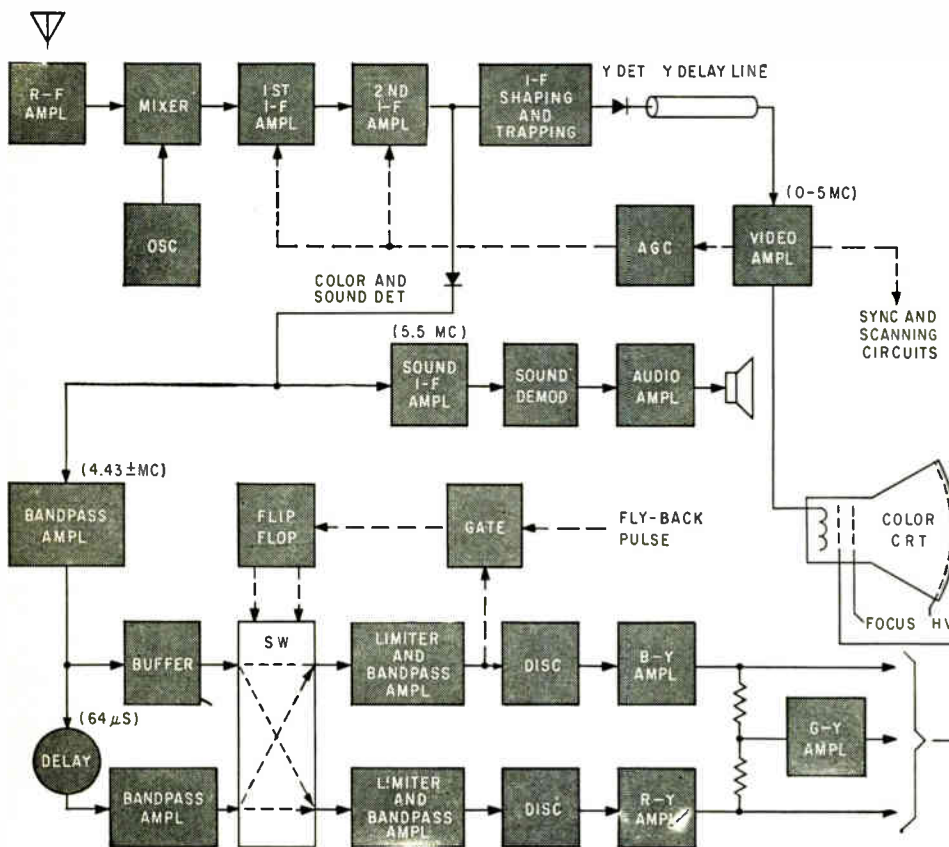 R-F
AMPL
MIXER
1ST
I-F
AMPL
2ND
I-F
AMPL
I-F
SHAPING
AND
TRAPPING
Y DET
Y DELAY LINE
OSC
AGC
(0-5MC)
VIDEO
AMPL
COLOR AND
SOUND DET
SYNC AND
SCANNING
CIRCUITS
(5.5 MC)
SOUND
I-F
AMPL
SOUND
DEMOD
AUDIO
AMPL
(4.43±MC)
BANDPASS
AMPL
FLIP
FLOP
GATE
FLY-BACK
PULSE
COLOR
CRT
FOCUS
HV
BUFFER
SW
LIMITER
AND
BANDPASS
AMPL
DISC
B-Y
AMPL
(64 μS)
DELAY
G-Y
AMPL
BANDPASS
AMPL
LIMITER
AND
BANDPASS
AMPL
DISC
R-Y
AMPL